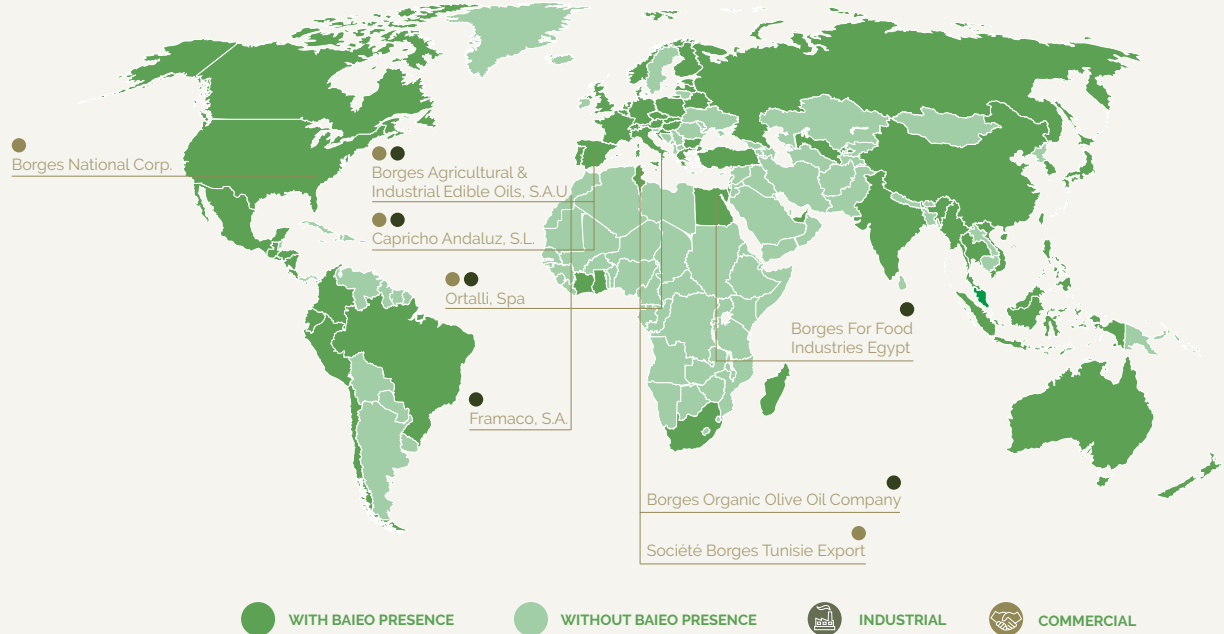 Borges National Corp.
Borges Agricultural &
Industrial Edible Oils, S.A.U.
Capricho Andaluz, S.L.
Ortalli, Spa
Borges For Food
Industries Egypt
Framaco, S.A.
Borges Organic Olive Oil Company
Société Borges Tunisie Export
WITH BAIEO PRESENCE
WITHOUT BAIEO PRESENCE
INDUSTRIAL
COMMERCIAL